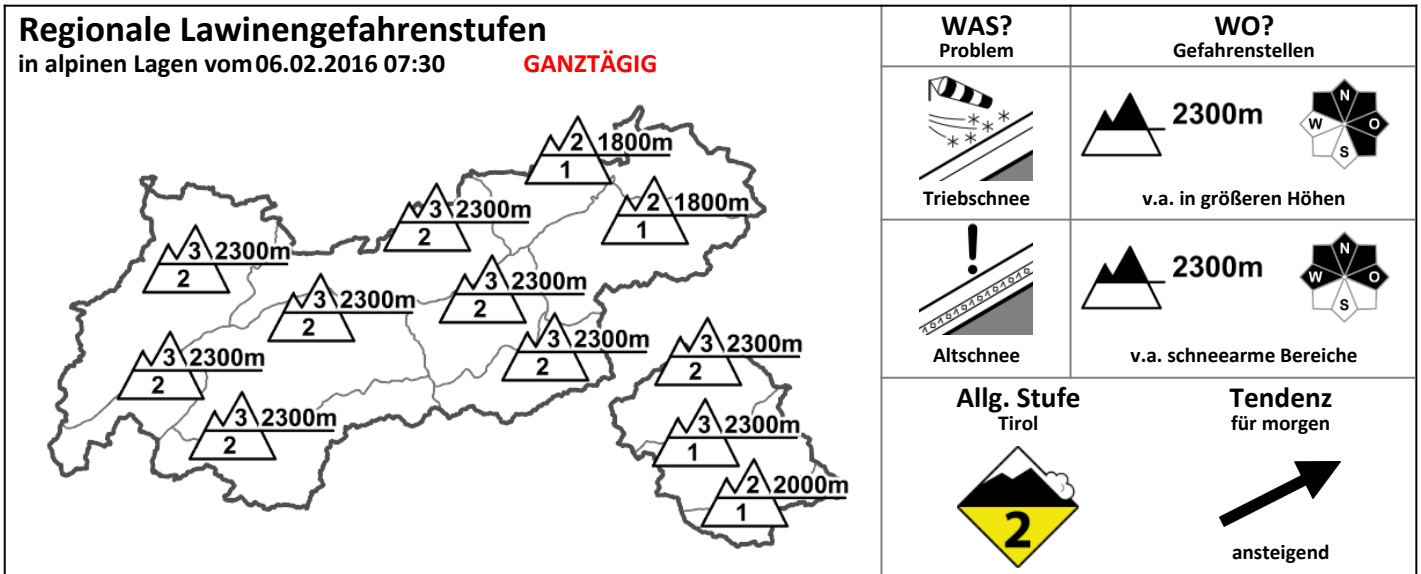 Regionale Lawinengefahrenstufen
in alpinen Lagen vom 06.02.2016 07:30 GANZTÄGIG
2 1800m
1
2 1800m
1
3 2300m
2
3 2300m
2
3 2300m
2
3 2300m
2
3 2300m
2
3 2300m
2
3 2300m
2
3 2300m
2
3 2300m
1
2 2000m
1
WAS?
Problem
WO?
Gefahrenstellen
Triebschnee
2300m
N
W O
S
v.a. in größeren Höhen
!
Altschnee
2300m
N
W O
S
v.a. schneearme Bereiche
Allg. Stufe
Tirol
2
Tendenz
für morgen
ansteigend